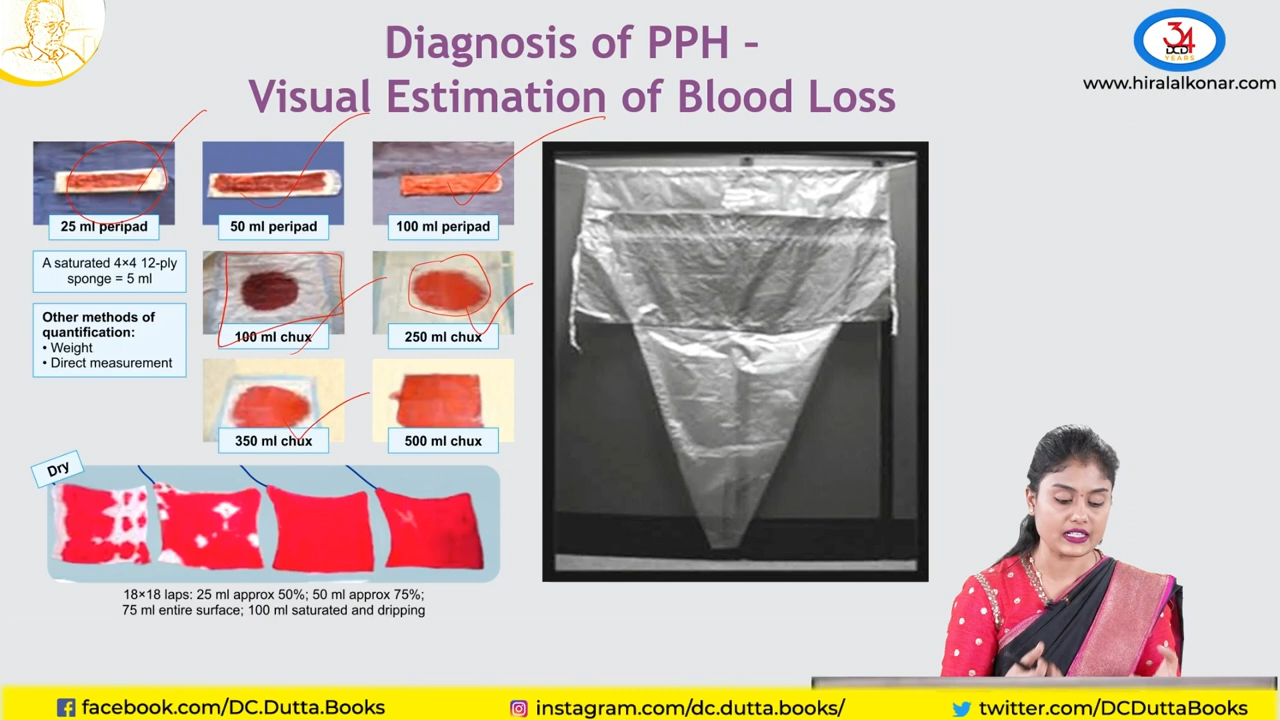 Diagnosis of PPH –
Visual Estimation of Blood Loss
34
DCD
YEARS
www.hiralalkonar.com
25 ml peripad
50 ml peripad
100 ml peripad
A saturated 4×4 12-ply
sponge = 5 ml
Other methods of
quantification:
• Weight
• Direct measurement
100 ml chux
250 ml chux
350 ml chux
500 ml chux
Dry
18×18 laps: 25 ml approx 50%; 50 ml approx 75%;
75 ml entire surface; 100 ml saturated and dripping
facebook.com/DC.Dutta.Books
instagram.com/dc.dutta.books/
twitter.com/DCDuttaBooks